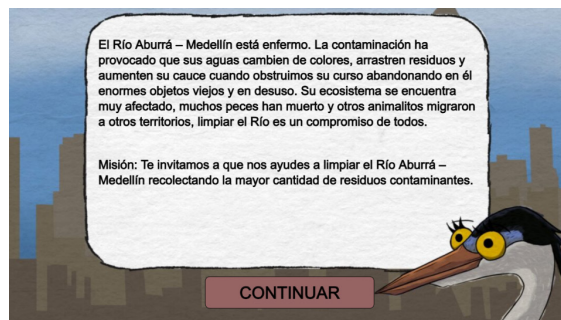 El Río Aburrá – Medellín está enfermo. La contaminación ha
provocado que sus aguas cambien de colores, arrastren residuos y
aumenten su cauce cuando obstruimos su curso abandonando en él
enormes objetos viejos y en desuso. Su ecosistema se encuentra
muy afectado, muchos peces han muerto y otros animalitos migraron
a otros territorios, limpiar el Río es un compromiso de todos.
Misión: Te invitamos a que nos ayudes a limpiar el Río Aburrá –
Medellín recolectando la mayor cantidad de residuos contaminantes.
CONTINUAR